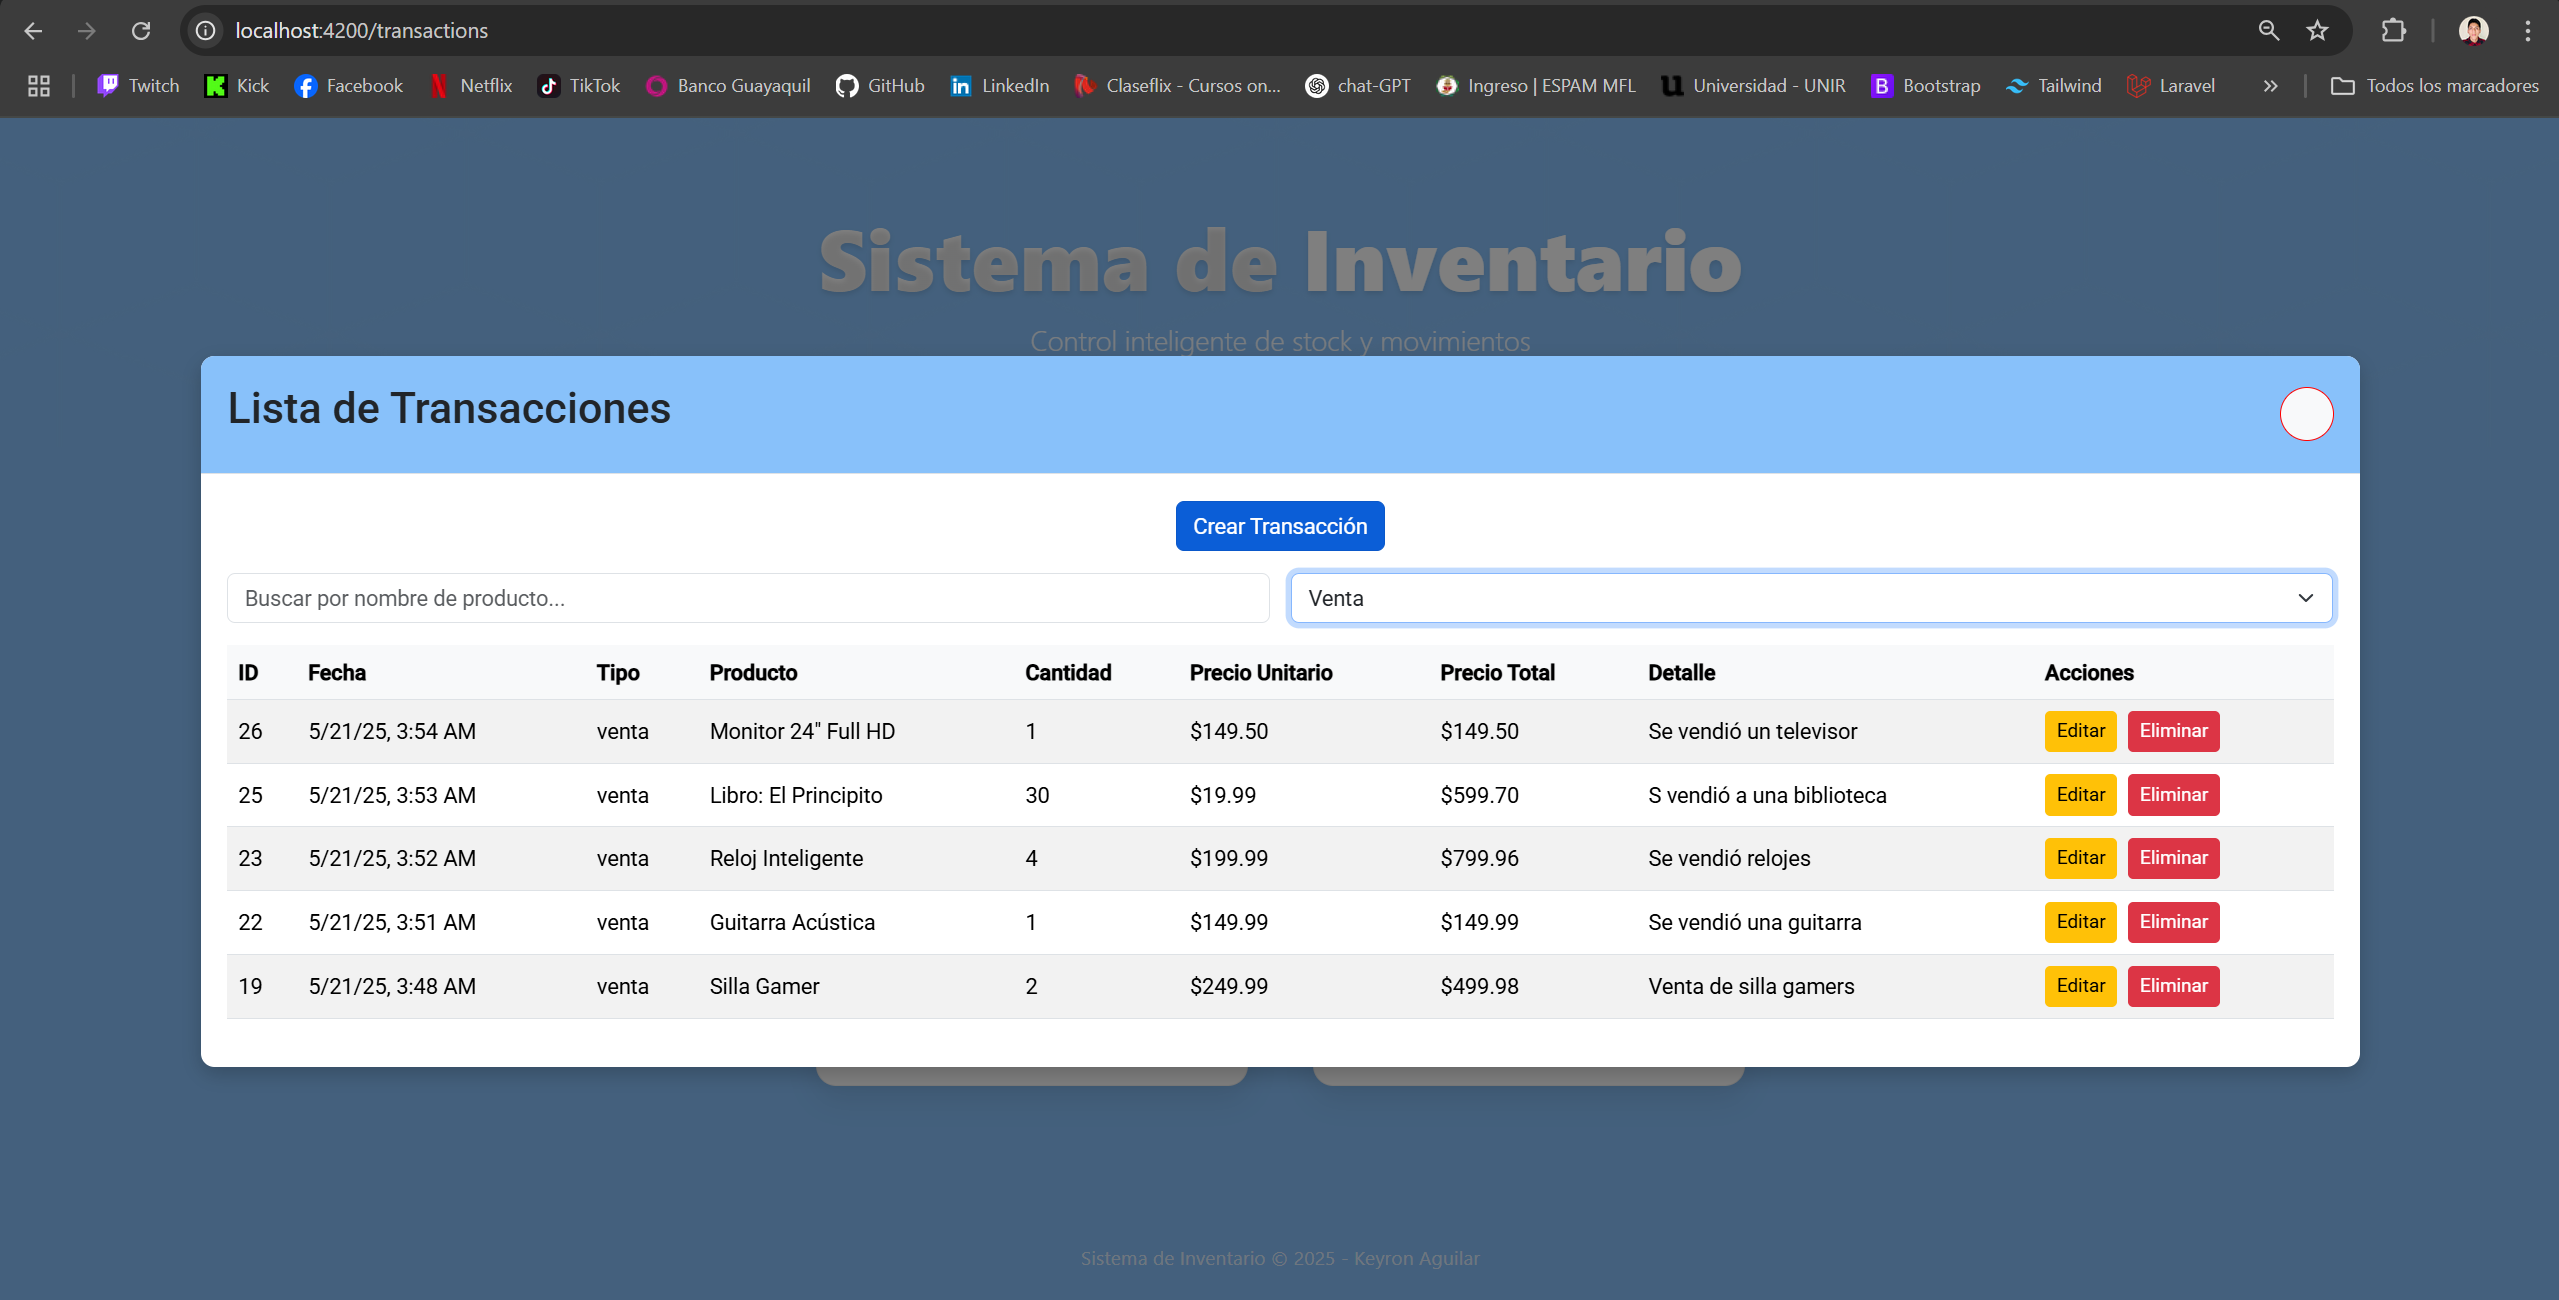 localhost:4200/transactions
Twitch Kick Facebook Netflix TikTok Banco Guayaquil GitHub LinkedIn Claseflix - Cursos on... chat-GPT Ingreso | ESPAM MFL Universidad - UNIR B Bootstrap Tailwind Laravel » Todos los marcadores
Sistema de Inventario
Control inteligente de stock y movimientos
Lista de Transacciones
Crear Transacción
Buscar por nombre de producto... Venta
ID Fecha Tipo Producto Cantidad Precio Unitario Precio Total Detalle Acciones
26 5/21/25, 3:54 AM venta Monitor 24" Full HD 1 $149.50 $149.50 Se vendió un televisor Editar Eliminar
25 5/21/25, 3:53 AM venta Libro: El Principito 30 $19.99 $599.70 S vendió a una biblioteca Editar Eliminar
23 5/21/25, 3:52 AM venta Reloj Inteligente 4 $199.99 $799.96 Se vendió relojes Editar Eliminar
22 5/21/25, 3:51 AM venta Guitarra Acústica 1 $149.99 $149.99 Se vendió una guitarra Editar Eliminar
19 5/21/25, 3:48 AM venta Silla Gamer 2 $249.99 $499.98 Venta de silla gamers Editar Eliminar
Sistema de Inventario © 2025 - Keyron Aguilar